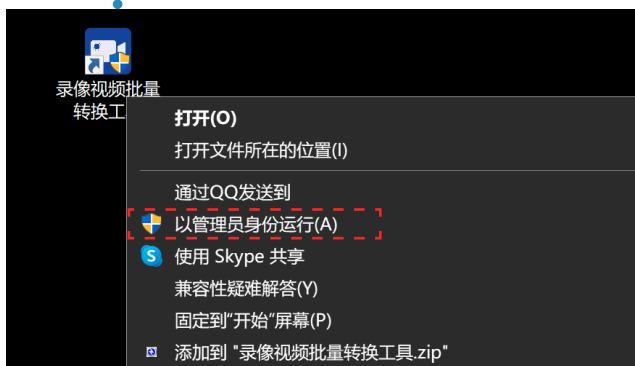 录像视频批量
转换工
打开(O)
打开文件所在的位置(I)
通过QQ发送到
以管理员身份运行(A)
S
使用 Skype 共享
兼容性疑难解答(Y)
固定到“开始”屏幕(P)
添加到 "录像视频批量转换工具.zip"